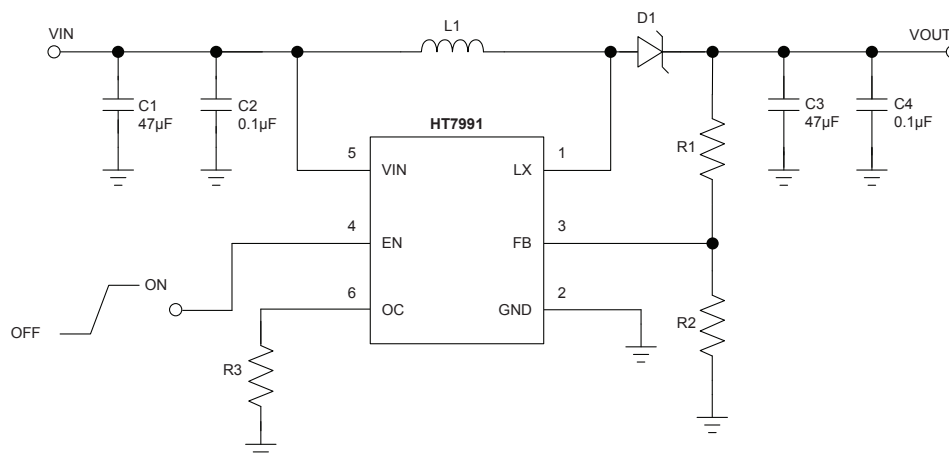 VIN
L1
D1
VOUT
C1
47µF
C2
0.1µF
C3
47µF
C4
0.1µF
HT7991
R1
5
VIN
LX
1
4
EN
FB
3
ON
OFF
6
OC
GND
2
R2
R3